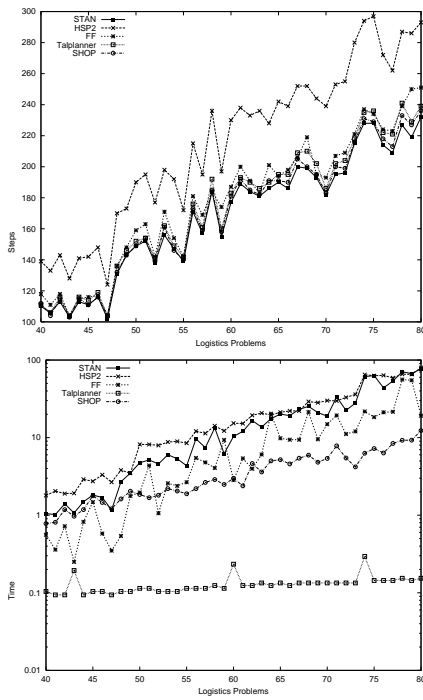 300
280
260
240
220
200
180
160
140
120
100
Steps
STAN
HSP2
FF
Talplanner
SHOP
40 45 50 55 60 65 70 75 80
Logistics Problems
100
10
1
0.1
0.01
Time
STAN
HSP2
FF
Talplanner
SHOP
40 45 50 55 60 65 70 75 80
Logistics Problems